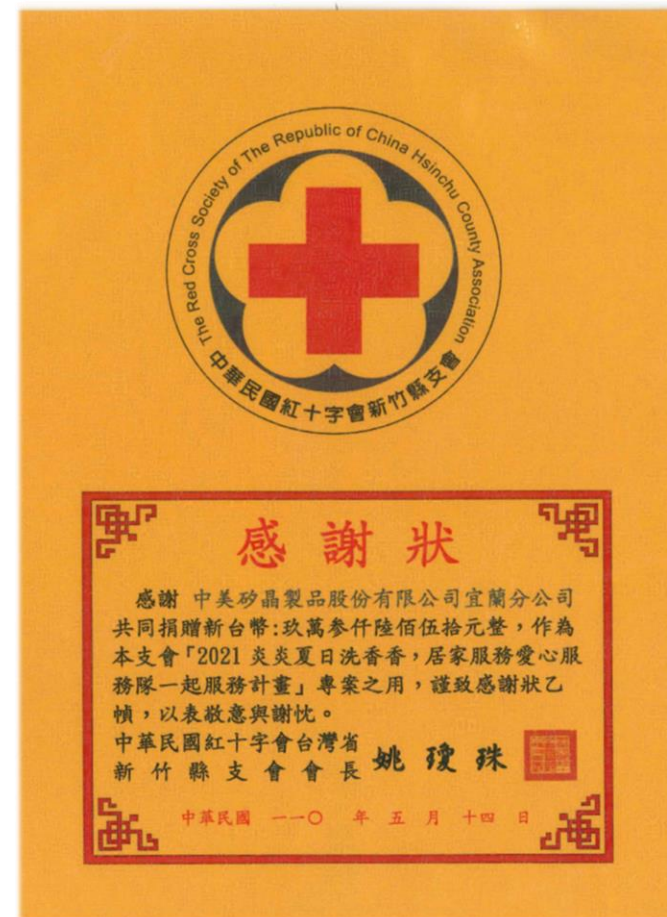 The Red Cross Society of The Republic of China Hsinchu County Association
中華民國紅十字會新竹縣支會
感謝狀
感謝 中美矽晶製品股份有限公司宜蘭分公司
共同捐贈新台幣:玖萬參仟陸佰伍拾元整，作為
本支會「2021 炎炎夏日洗香香，居家服務愛心服
務隊一起服務計畫」專案之用，謹致感謝狀乙
幀，以表敬意與謝忱。
中華民國紅十字會台灣省
新竹縣支會會長 姚瓊珠
中華民國 一一○ 年 五 月 十四 日